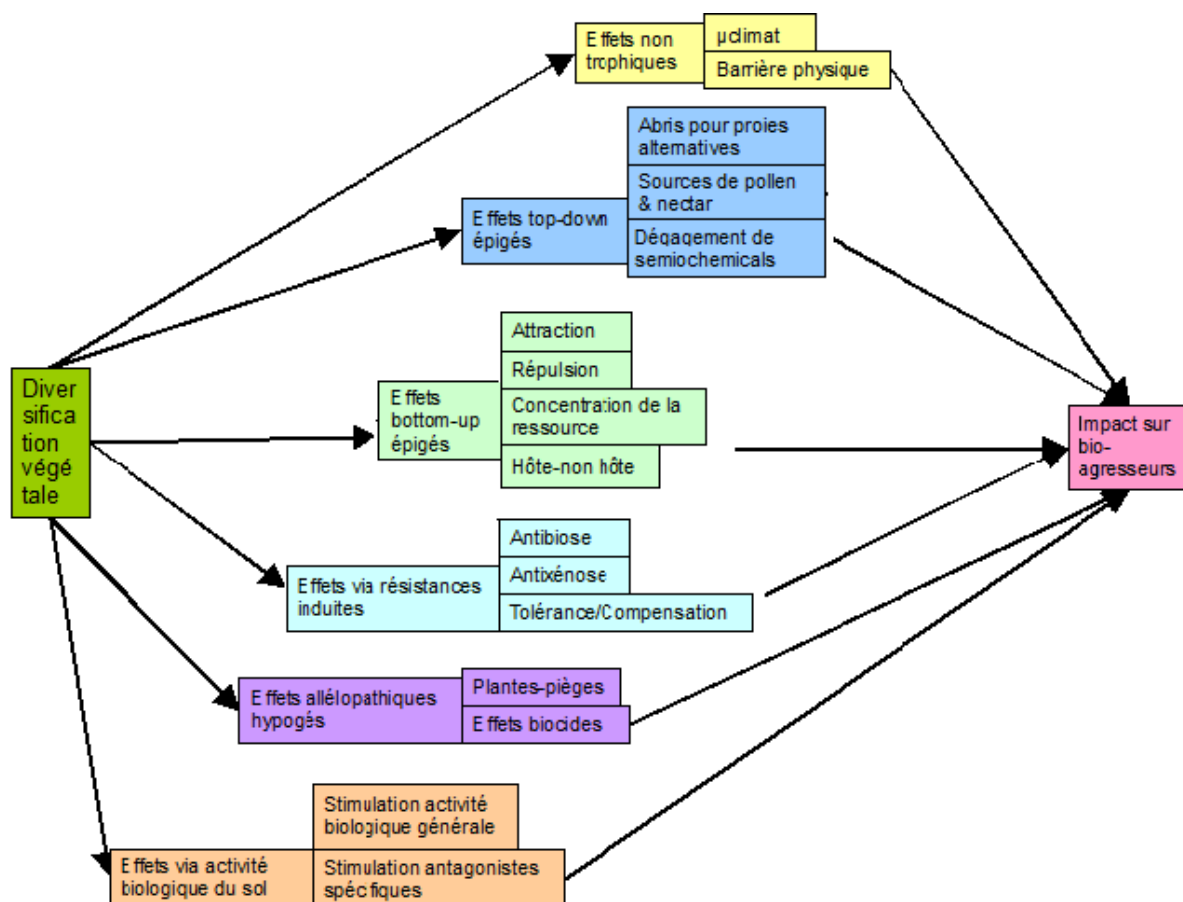 Effets non
trophiques
µclimat
Barrière physique
Abris pour proies
alternatives
Sources de pollen
& nectar
Effets top-down
épigés
Dégagement de
semiochemicals
Attraction
Répulsion
Effets
bottom-up
épigés
Concentration de la
ressource
Hôte-non hôte
Diver
sifica
tion
végé
tale
Impact sur
bio-
agresseurs
Antibiose
Effets via résistances
induites
Antixénose
Tolérance/Compensation
Effets allélopathiques
hypogés
Plantes-pièges
Effets biocides
Stimulation activité
biologique générale
Effets via activité
biologique du sol
Stimulation antagonistes
spécifiques